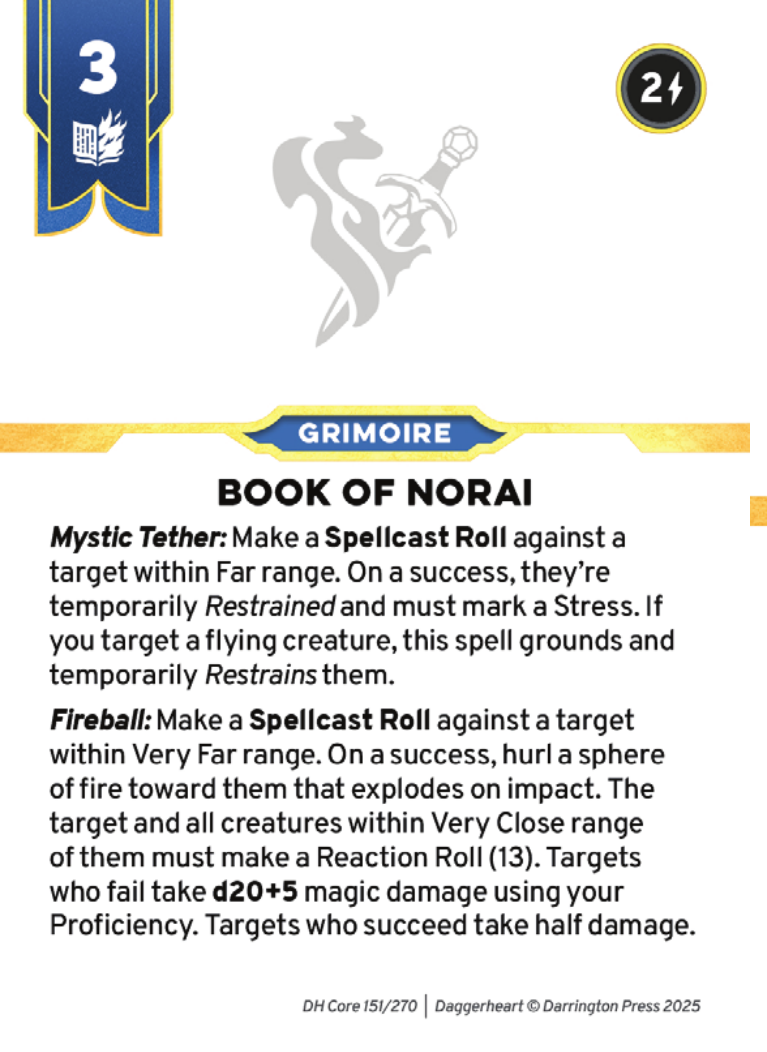 3
2
GRIMOIRE
BOOK OF NORAI
Mystic Tether: Make a Spellcast Roll against a
target within Far range. On a success, they’re
temporarily Restrained and must mark a Stress. If
you target a flying creature, this spell grounds and
temporarily Restrains them.
Fireball: Make a Spellcast Roll against a target
within Very Far range. On a success, hurl a sphere
of fire toward them that explodes on impact. The
target and all creatures within Very Close range
of them must make a Reaction Roll (13). Targets
who fail take d20+5 magic damage using your
Proficiency. Targets who succeed take half damage.
DH Core 151/270 | Daggerheart © Darrington Press 2025